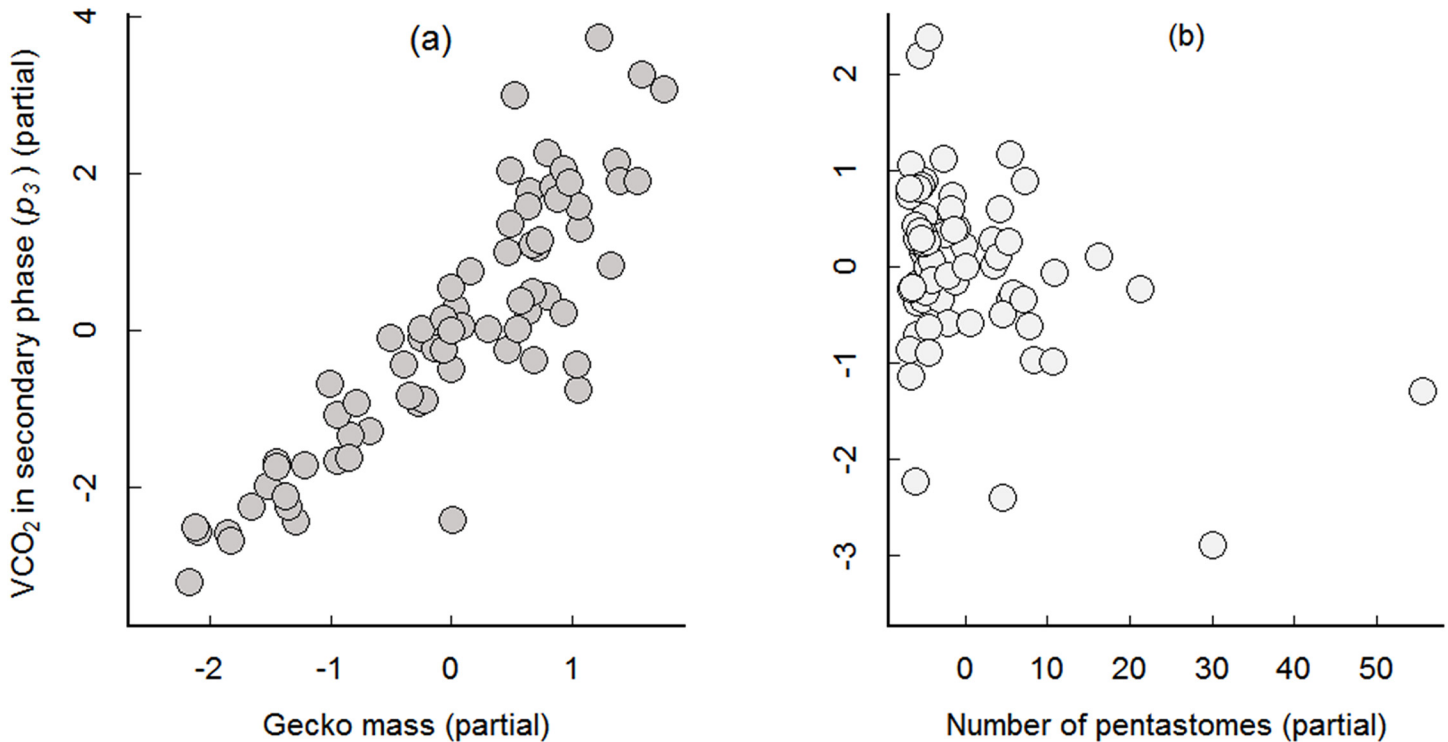 VCO2 in secondary phase (p3) (partial)
4
2
0
-2
(a)
-2 -1 0 1
Gecko mass (partial)
2
1
0
-1
-2
-3
(b)
0 10 20 30 40 50
Number of pentastomes (partial)